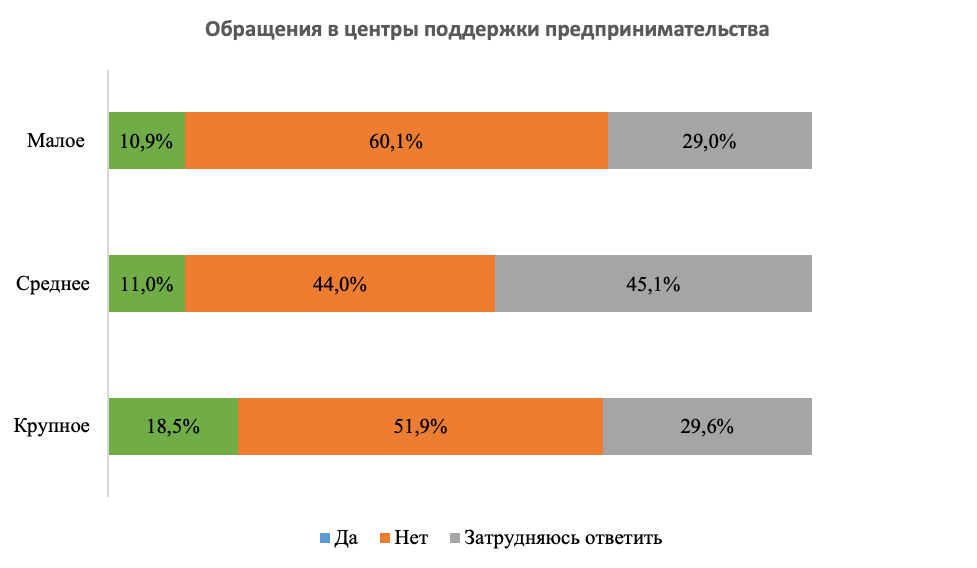 Обращения в центры поддержки предпринимательства
Малое 10,9% 60,1% 29,0%
Среднее 11,0% 44,0% 45,1%
Крупное 18,5% 51,9% 29,6%
Да Нет Затрудняюсь ответить